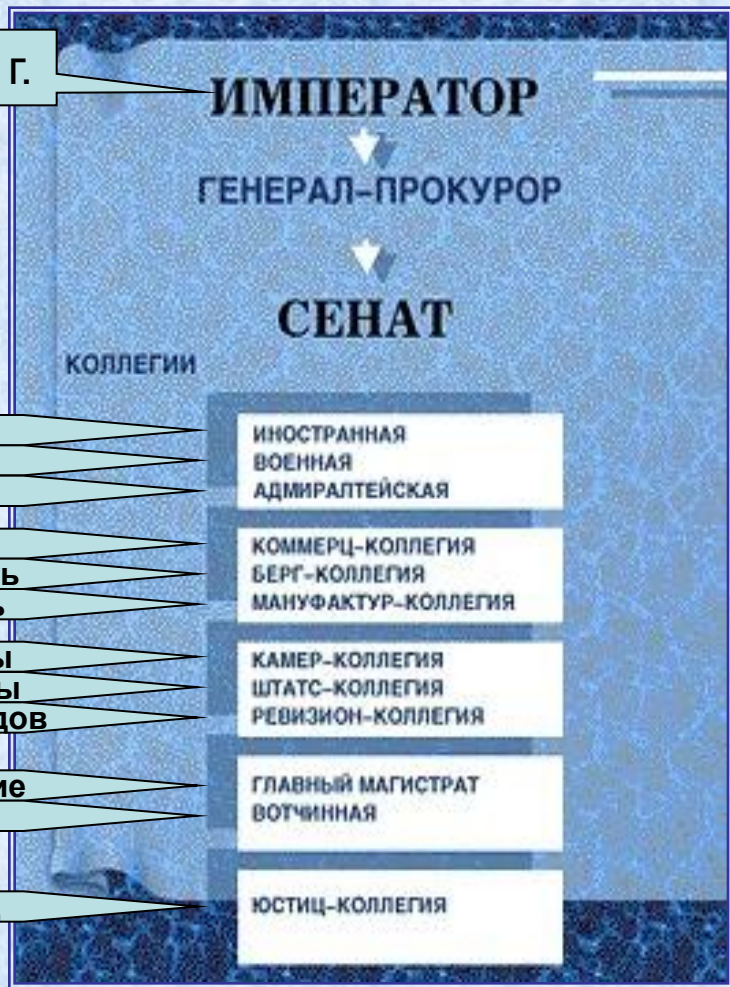 Г.
ИМПЕРАТОР
ГЕНЕРАЛ-ПРОКУРОР
СЕНАТ
КОЛЛЕГИИ
ИНОСТРАННАЯ
ВОЕННАЯ
АДМИРАЛТЕЙСКАЯ
КОММЕРЦ-КОЛЛЕГИЯ
БЕРГ-КОЛЛЕГИЯ
МАНУФАКТУР-КОЛЛЕГИЯ
КАМЕР-КОЛЛЕГИЯ
ШТАТС-КОЛЛЕГИЯ
РЕВИЗИОН-КОЛЛЕГИЯ
ГЛАВНЫЙ МАГИСТРАТ
ВОТЧИННАЯ
ЮСТИЦ-КОЛЛЕГИЯ